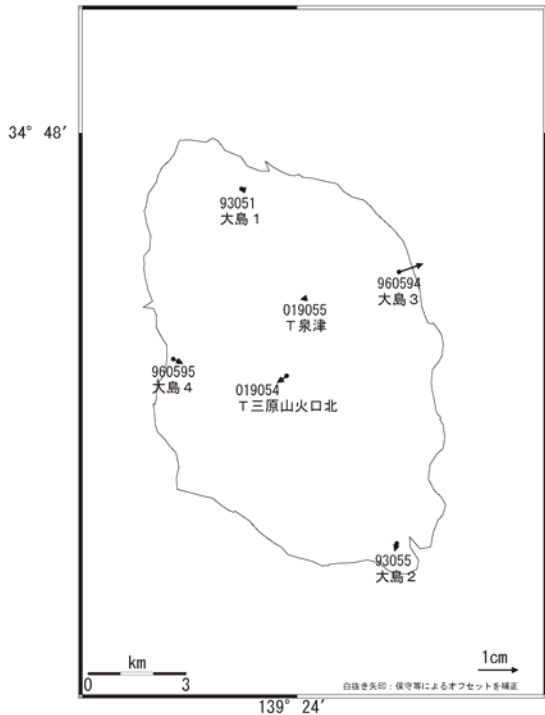 34° 48′
93051
大島１
960594
大島３
019055
Ｔ泉津
960595
大島４
019054
Ｔ三原山火口北
93055
大島２
km
0 3
1cm
白抜き矢印：保守等によるオフセットを補正
139° 24′